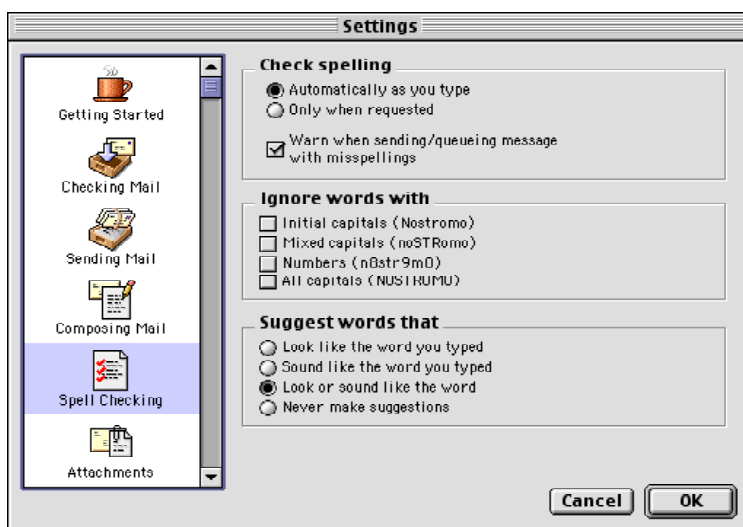 Settings
Getting Started
Checking Mail
Sending Mail
Composing Mail
Spell Checking
Attachments
Check spelling
Automatically as you type
Only when requested
Warn when sending/queueing message
with misspellings
Ignore words with
Initial capitals (Nostromo)
Mixed capitals (noSTRomo)
Numbers (n8str9m0)
All capitals (NOSTROMO)
Suggest words that
Look like the word you typed
Sound like the word you typed
Look or sound like the word
Never make suggestions
Cancel
OK